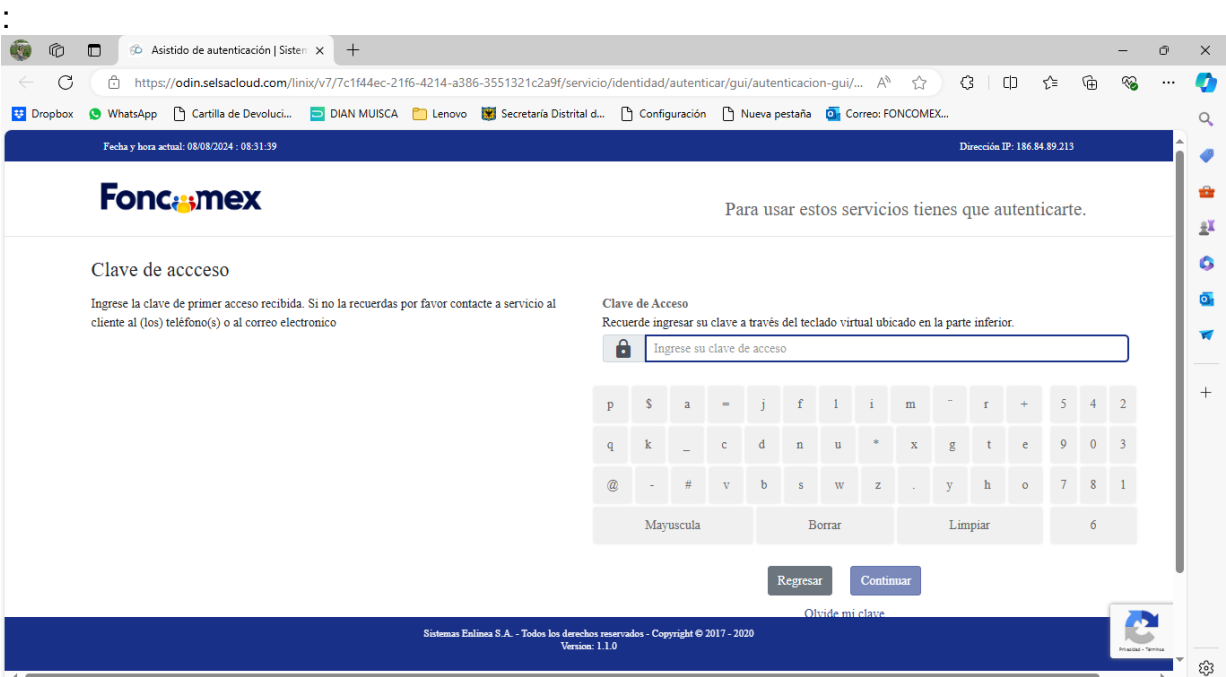 :
Asistido de autenticación | Sisten
https://odin.selsacloud.com/linix/v7/7c1f44ec-21f6-4214-a386-3551321c2a9f/servicio/identidad/autenticar/gui/autenticacion-gui/...
Dropbox WhatsApp Cartilla de Devoluci... DIAN MUISCA Lenovo Secretaría Distrital d... Configuración Nueva pestaña Correo: FONCOMEX...
Fecha y hora actual: 08/08/2024 : 08:31:39 Dirección IP: 186.84.89.213
Foncomex
Para usar estos servicios tienes que autenticarte.
Clave de accceso
Ingrese la clave de primer acceso recibida. Si no la recuerdas por favor contacte a servicio al
cliente al (los) teléfono(s) o al correo electronico
Clave de Acceso
Recuerde ingresar su clave a través del teclado virtual ubicado en la parte inferior.
Ingrese su clave de acceso
p $ a = j f l i m ¨ r + 5 4 2
q k _ c d n u * x g t e 9 0 3
@ - # v b s w z . y h o 7 8 1
Mayuscula Borrar Limpiar 6
Regresar Continuar
Olvide mi clave
Sistemas Enlinea S.A. - Todos los derechos reservados - Copyright © 2017 - 2020
Version: 1.1.0
Privacidad - Términos